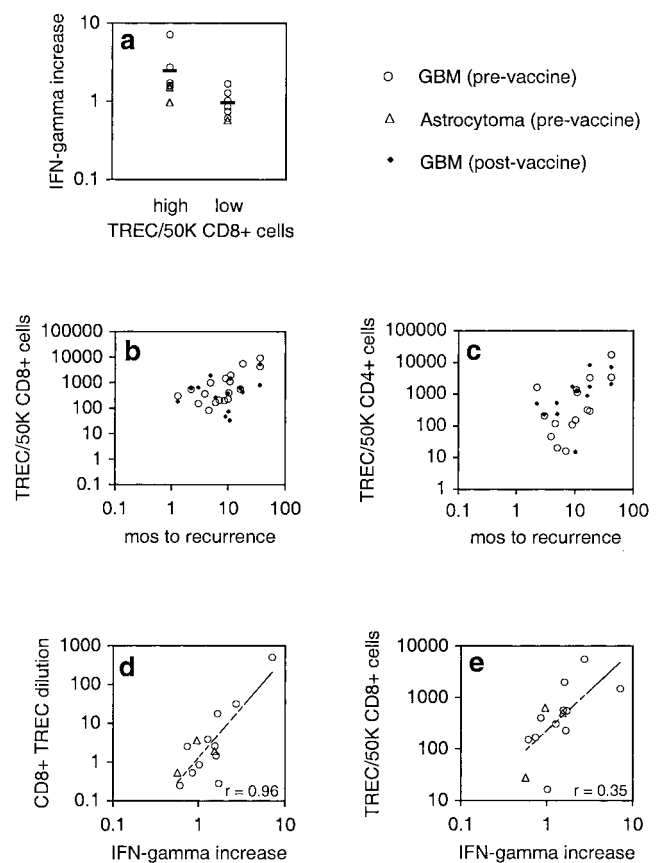 a
10
1
0.1
IFN-gamma increase
high low
TREC/50K CD8+ cells
GBM (pre-vaccine)
Astrocytoma (pre-vaccine)
GBM (post-vaccine)
b
100000
10000
1000
100
10
1
0.1
TREC/50K CD8+ cells
0.1 1 10 100
mos to recurrence
c
100000
10000
1000
100
10
1
TREC/50K CD4+ cells
0.1 1 10 100
mos to recurrence
d
1000
100
10
1
0.1
CD8+ TREC dilution
r = 0.96
0.1 1 10
IFN-gamma increase
e
10000
1000
100
10
TREC/50K CD8+ cells
r = 0.35
0.1 1 10
IFN-gamma increase